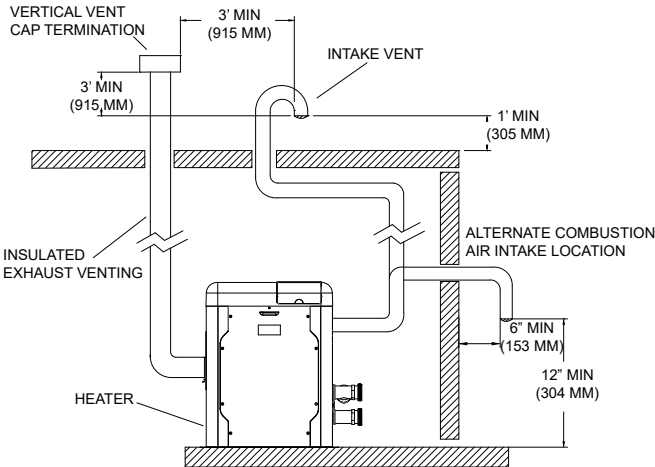 VERTICAL VENT
CAP TERMINATION
3' MIN
(915 MM)
INTAKE VENT
3' MIN
(915 MM)
1' MIN
(305 MM)
INSULATED
EXHAUST VENTING
ALTERNATE COMBUSTION
AIR INTAKE LOCATION
6” MIN
(153 MM)
12” MIN
(304 MM)
HEATER